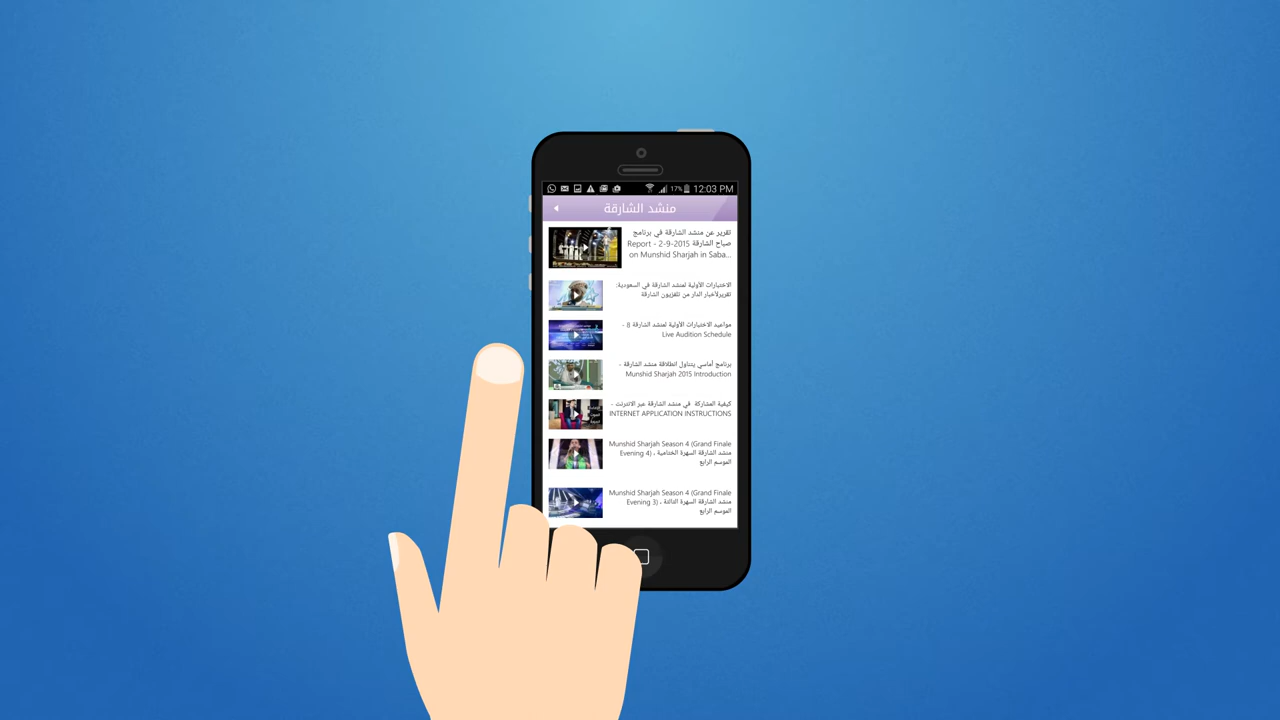 17% 12:03 PM
منشد الشارقة
تقرير عن منشد الشارقة في برنامج
صباح الشارقة Report - 2-9-2015
on Munshid Sharjah in Saba...
الاختبارات الأولية لمنشد الشارقة في السعودية:
تقريرلأخبار الدار من تلفزيون الشارقة
مواعيد الاختبارات الأولية لمنشد الشارقة 8 -
Live Audition Schedule
برنامج أماسي يتناول انطلاقة منشد الشارقة -
Munshid Sharjah 2015 Introduction
كيفية المشاركة في منشد الشارقة عبر الانترنت -
INTERNET APPLICATION INSTRUCTIONS
Munshid Sharjah Season 4 (Grand Finale
Evening 4) ، منشد الشارقة السهرة الختامية
الموسم الرابع
Munshid Sharjah Season 4 (Grand Finale
Evening 3) ، منشد الشارقة السهرة الثالثة
الموسم الرابع